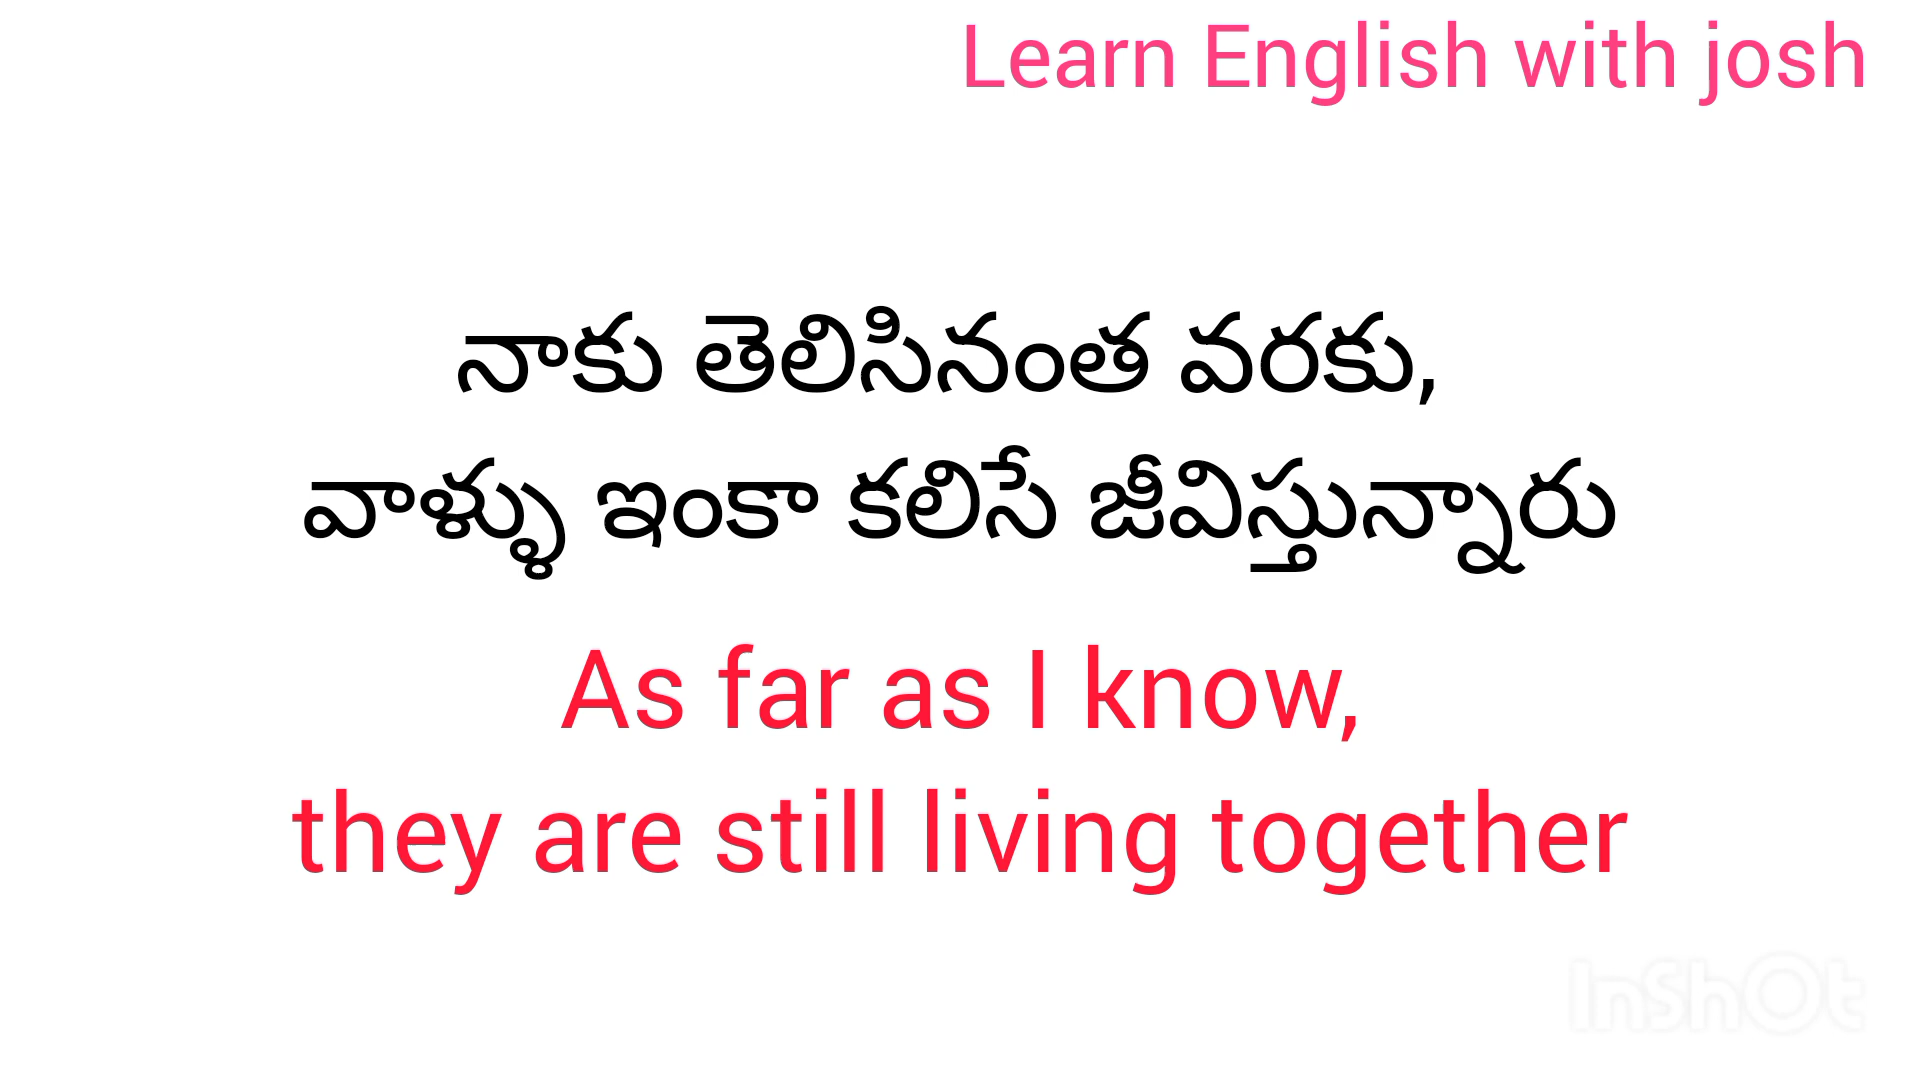 Learn English with josh
నాకు తెలిసినంత వరకు,
వాళ్ళు ఇంకా కలిసే జీవిస్తున్నారు
As far as I know,
they are still living together
InShOt